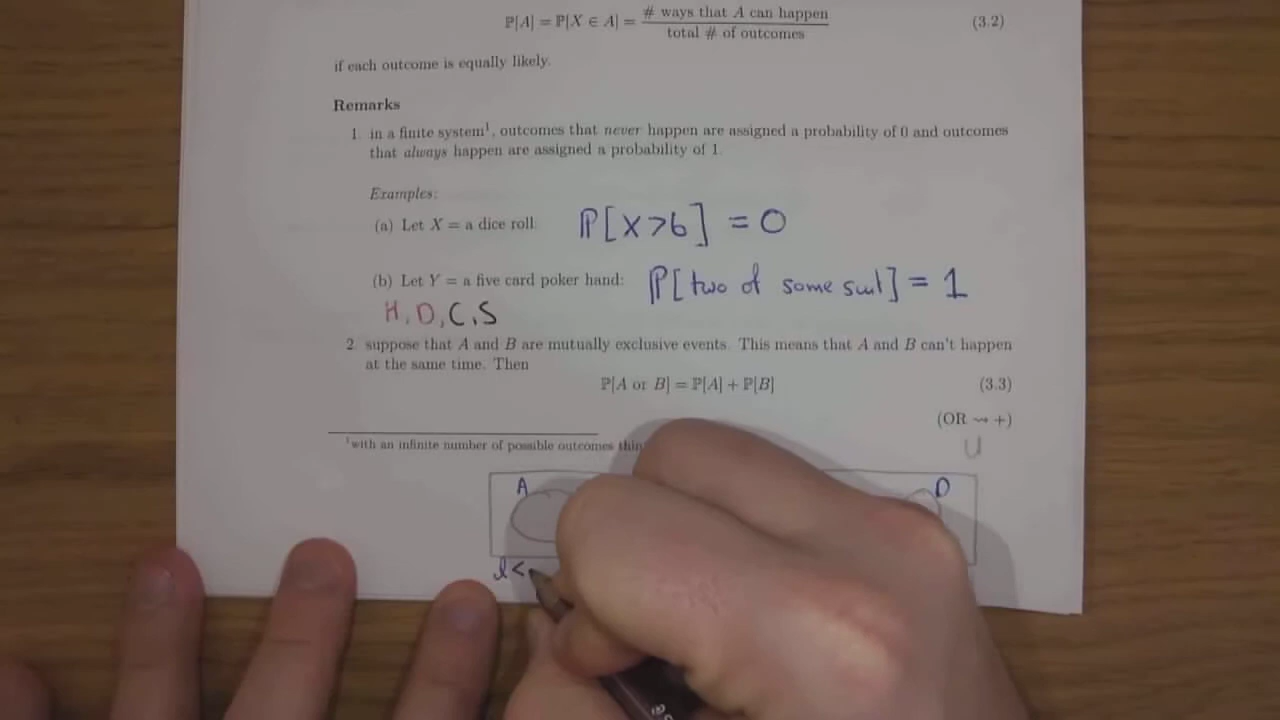 ℙ[A] = ℙ[X ∈ A] = # ways that A can happen / total # of outcomes (3.2)
if each outcome is equally likely.
Remarks
1. in a finite system¹, outcomes that never happen are assigned a probability of 0 and outcomes
that always happen are assigned a probability of 1.
Examples:
(a) Let X = a dice roll: ℙ[X>6] = 0
(b) Let Y = a five card poker hand: ℙ[two of some suit] = 1
H, D, C, S
2. suppose that A and B are mutually exclusive events. This means that A and B can't happen
at the same time. Then
ℙ[A or B] = ℙ[A] + ℙ[B] (3.3)
(OR ⇝ +)
U
¹with an infinite number of possible outcomes
A D